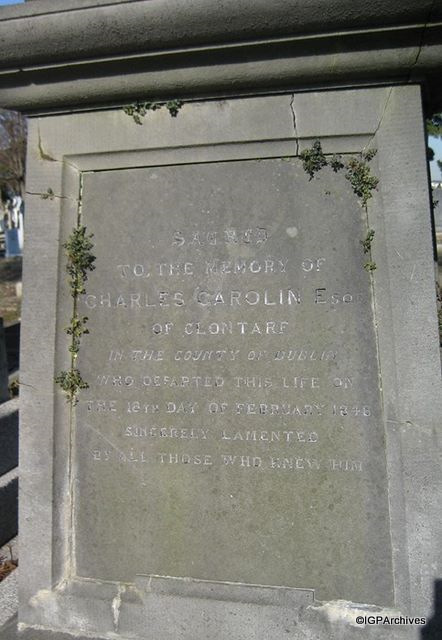 SACRED
TO THE MEMORY OF
CHARLES CAROLIN Esqr
OF CLONTARF
IN THE COUNTY OF DUBLIN
WHO DEPARTED THIS LIFE ON
THE 18TH DAY OF FEBRUARY 1848
SINCERELY LAMENTED
BY ALL THOSE WHO KNEW HIM
©IGPArchives